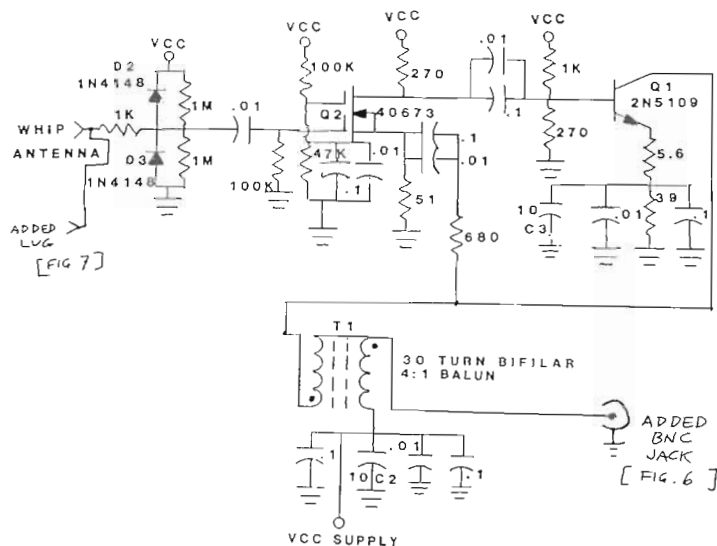 VCC
VCC
VCC
D2
1N4148
1M
100K
270
.01
.1
1K
Q1
2N5109
WHIP
ANTENNA
1K
.01
Q2
40673
D3
1N4148
1M
100K
47K
.01
.1
.1
.01
51
270
5.6
39
10
C3
.01
.1
ADDED
LUG
[FIG 7]
680
T1
30 TURN BIFILAR
4:1 BALUN
ADDED
BNC
JACK
[FIG.6]
.1
10 C2
.01
.1
VCC SUPPLY